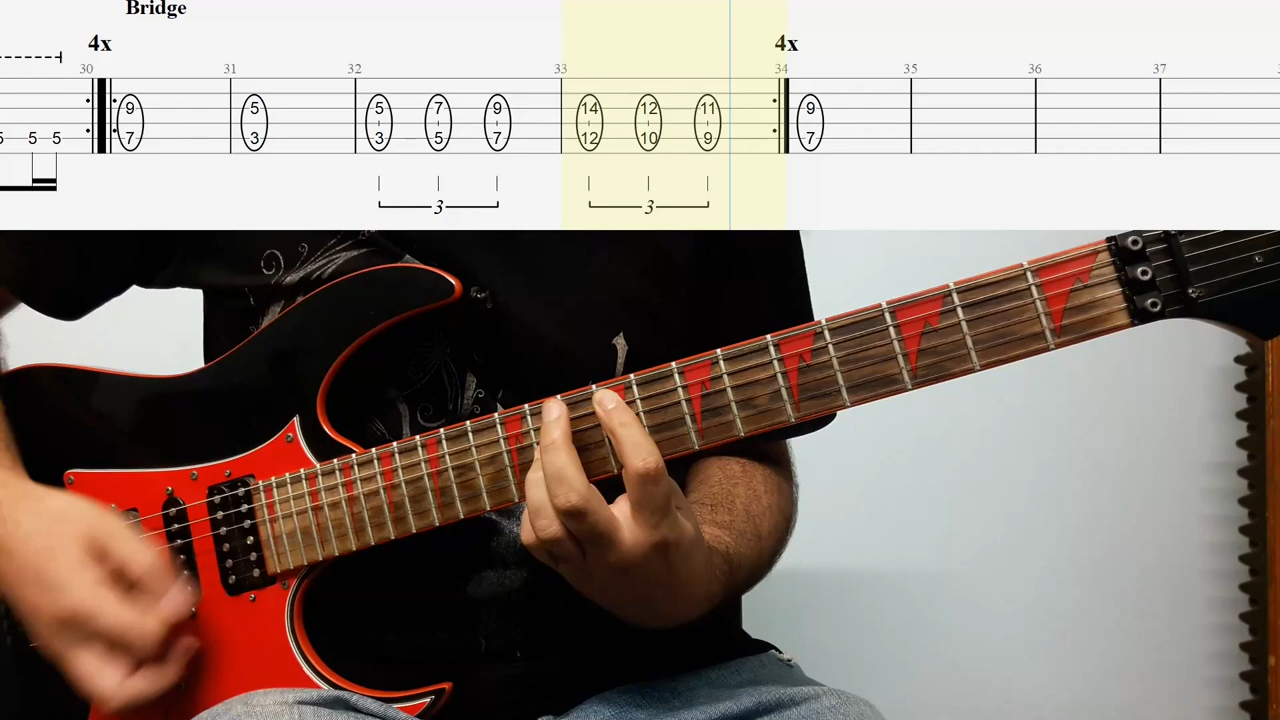 Bridge
4x 4x
30 31 32 33 34 35 36 37
9 5 5 7 9 14 12 11 9
5 5 5 7 3 3 5 7 12 10 9 7
3 3